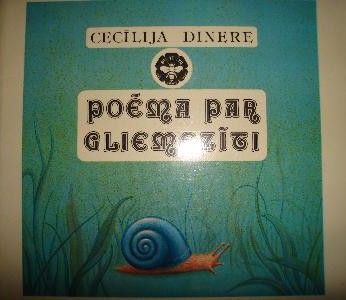 CECĪLIJA DINERE
POĒMA PAR
GLIEMEZĪTI